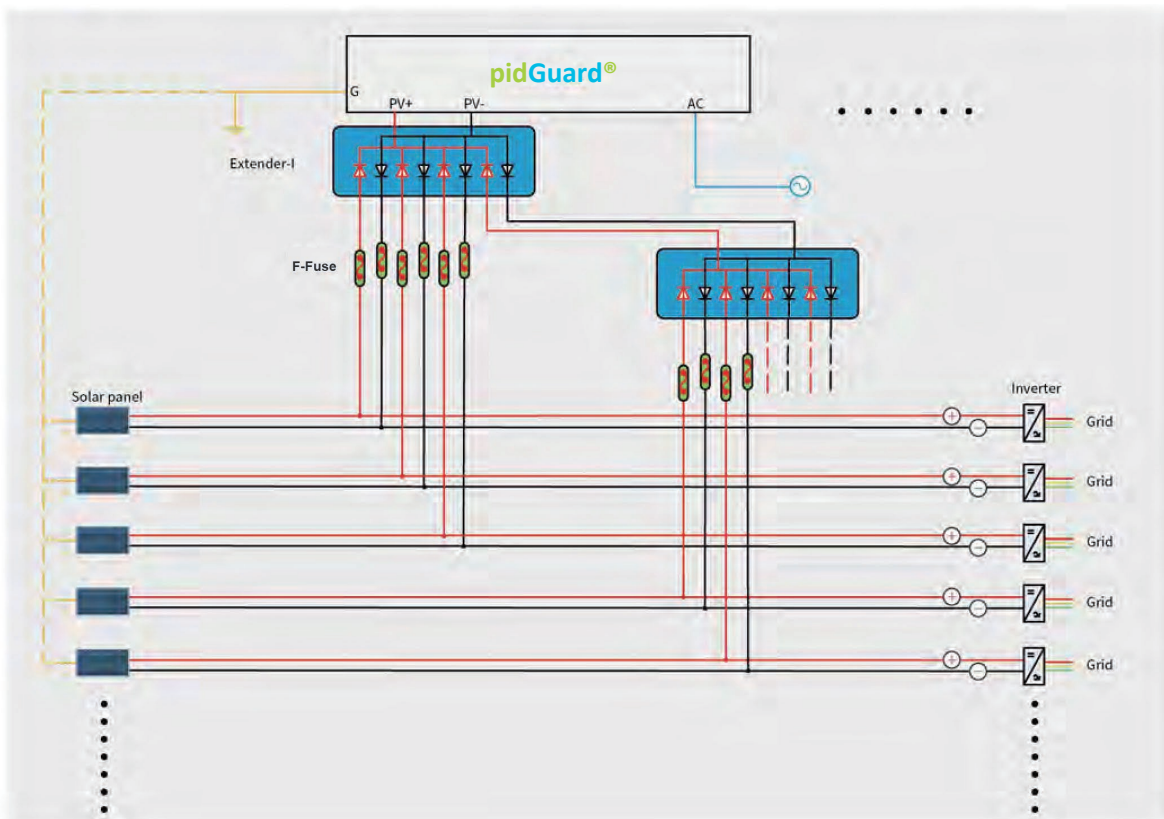 pidGuard®
G
PV+
PV-
AC
Extender-I
F-Fuse
Solar panel
Inverter
+
−
Grid
+
−
Grid
+
−
Grid
+
−
Grid
+
−
Grid